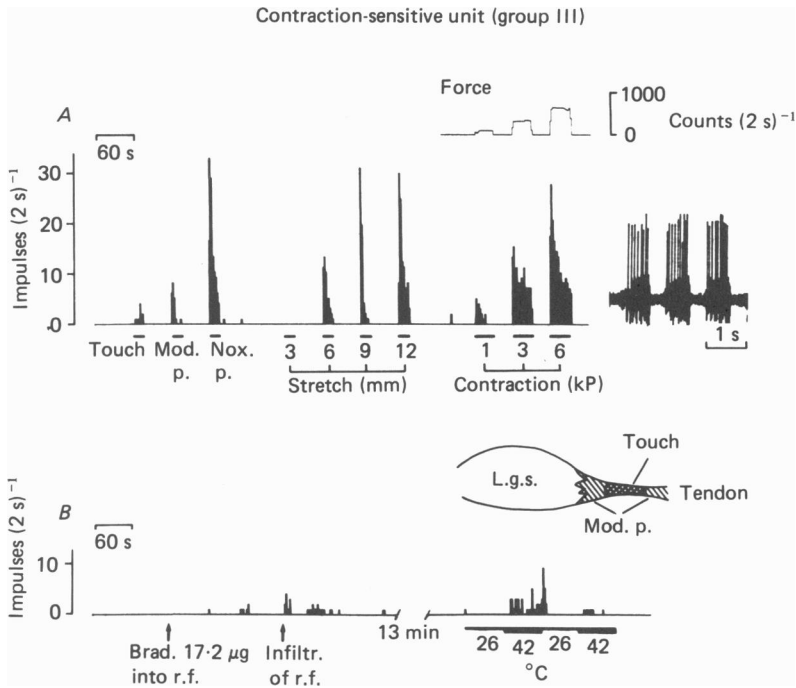 Contraction-sensitive unit (group III)
A
60 s
Force
1000
0
Counts (2 s)⁻¹
Impulses (2 s)⁻¹
30
20
10
0
Touch Mod. p. Nox. p.
3 6 9 12
Stretch (mm)
1 3 6
Contraction (kP)
1 s
B
60 s
L.g.s.
Touch
Tendon
Mod. p.
Impulses (2 s)⁻¹
10
0
Brad. 17·2 µg
into r.f.
Infiltr.
of r.f.
13 min
26 42 26 42
°C